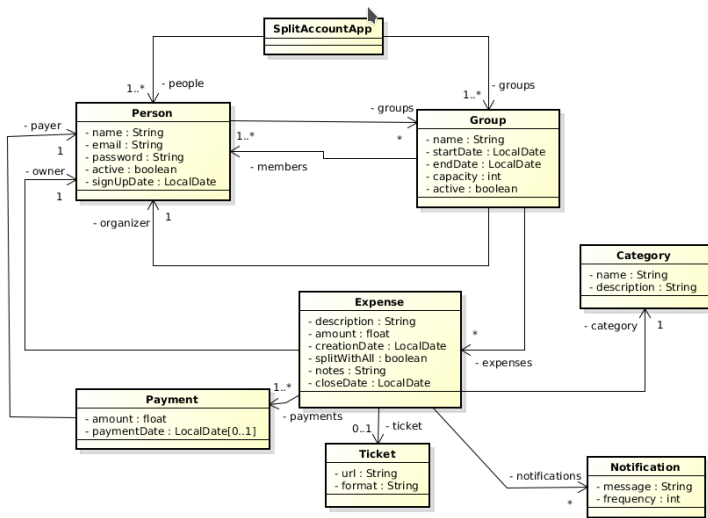 SplitAccountApp
- people
1..*
- groups
1..*
Person
- name : String
- email : String
- password : String
- active : boolean
- signUpDate : LocalDate
- payer
1
- owner
1
- groups
*
1..*
- members
- organizer
1
Group
- name : String
- startDate : LocalDate
- endDate : LocalDate
- capacity : int
- active : boolean
Category
- name : String
- description : String
- category
1
Expense
- description : String
- amount : float
- creationDate : LocalDate
- splitWithAll : boolean
- notes : String
- closeDate : LocalDate
*
- expenses
Payment
- amount : float
- paymentDate : LocalDate[0..1]
1..*
- payments
0..1
- ticket
Ticket
- url : String
- format : String
- notifications
*
Notification
- message : String
- frequency : int